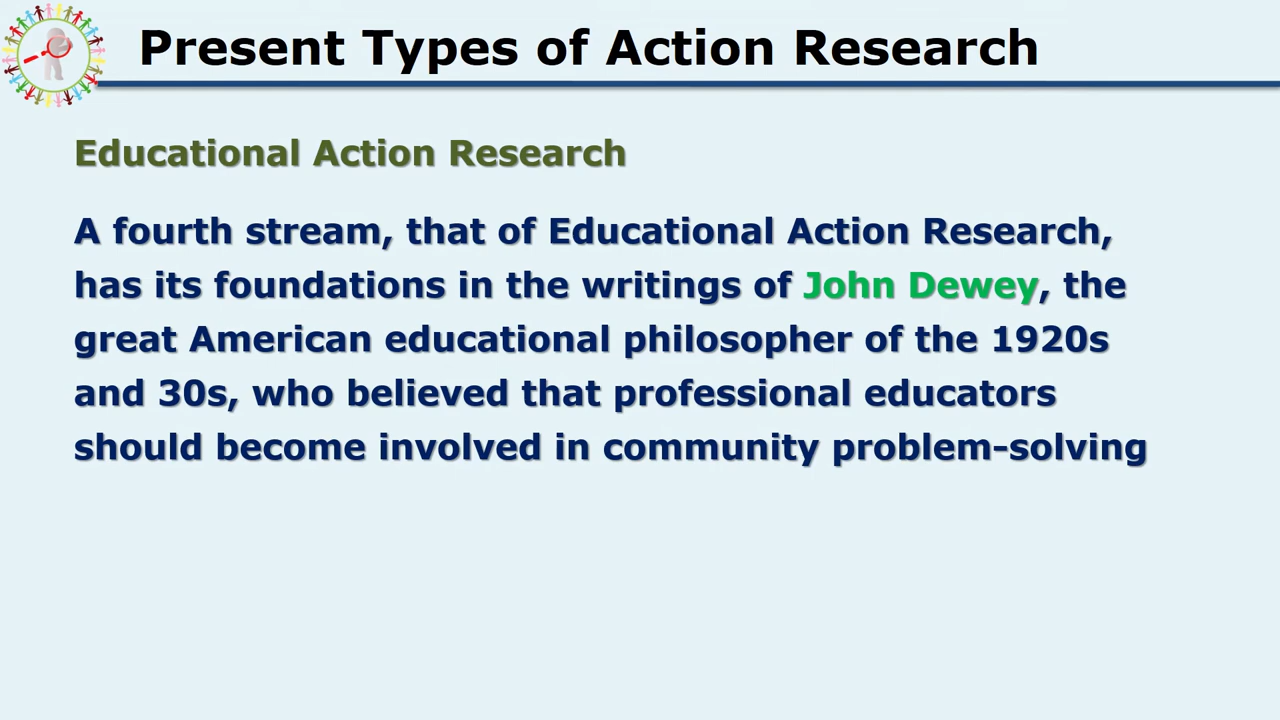 Present Types of Action Research
Educational Action Research
A fourth stream, that of Educational Action Research,
has its foundations in the writings of John Dewey, the
great American educational philosopher of the 1920s
and 30s, who believed that professional educators
should become involved in community problem-solving